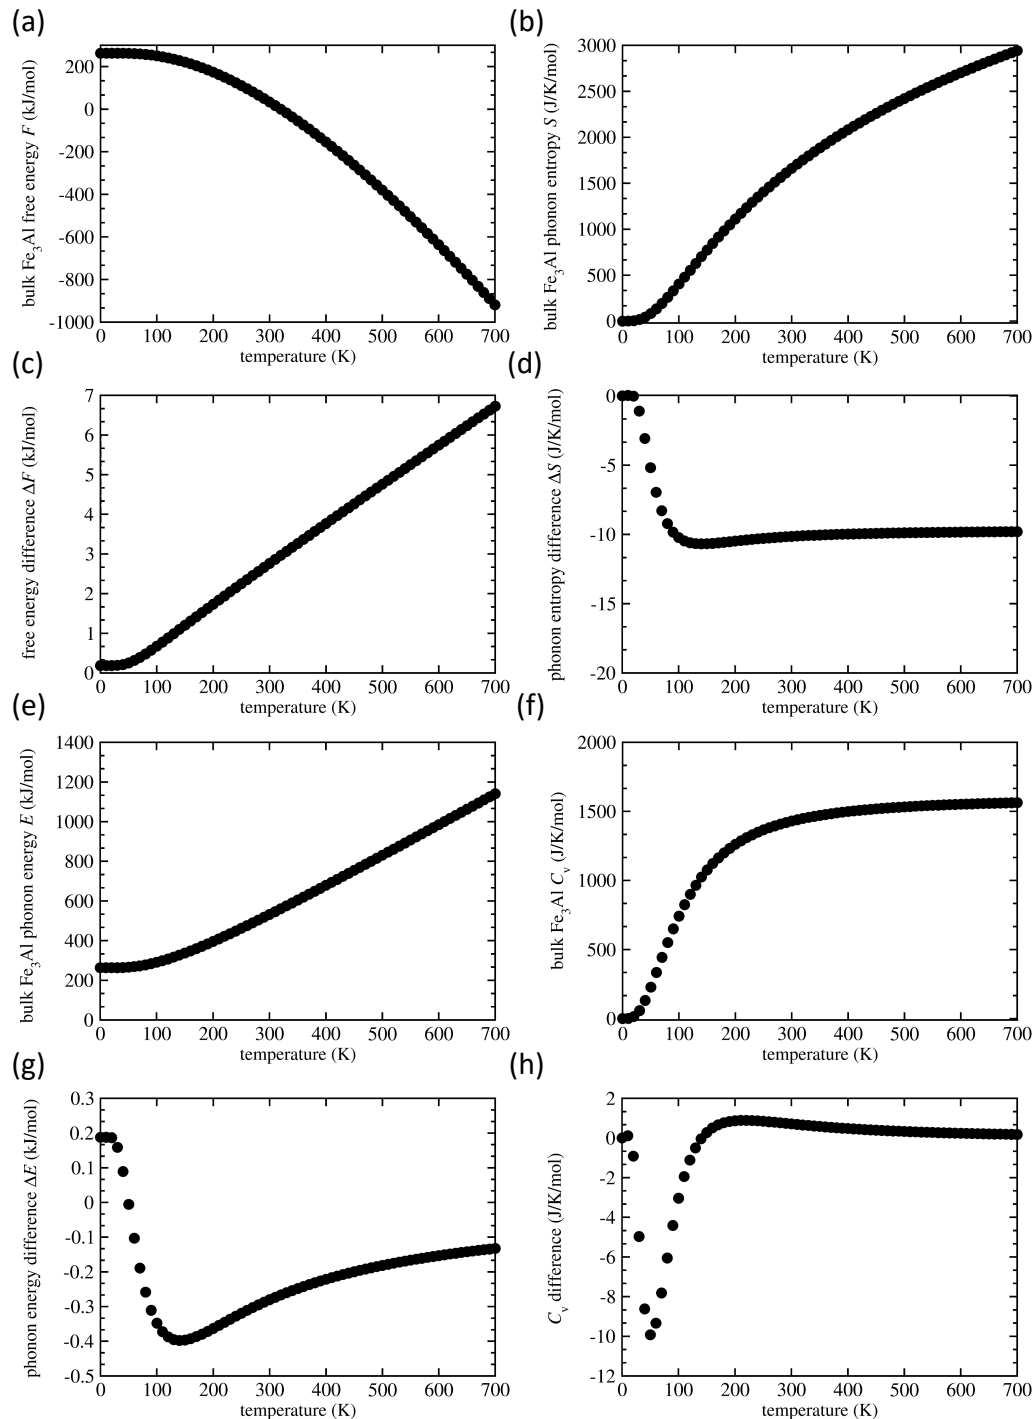 (a)
200
0
-200
-400
-600
-800
-1000
0 100 200 300 400 500 600 700
temperature (K)
bulk Fe3Al free energy F (kJ/mol)
(b)
3000
2500
2000
1500
1000
500
0
0 100 200 300 400 500 600 700
temperature (K)
bulk Fe3Al phonon entropy S (J/K/mol)
(c)
7
6
5
4
3
2
1
0
0 100 200 300 400 500 600 700
temperature (K)
free energy difference ΔF (kJ/mol)
(d)
0
-5
-10
-15
-20
0 100 200 300 400 500 600 700
temperature (K)
phonon entropy difference ΔS (J/K/mol)
(e)
1400
1200
1000
800
600
400
200
0
0 100 200 300 400 500 600 700
temperature (K)
bulk Fe3Al phonon energy E (kJ/mol)
(f)
2000
1500
1000
500
0
0 100 200 300 400 500 600 700
temperature (K)
bulk Fe3Al Cv (J/K/mol)
(g)
0.3
0.2
0.1
0
-0.1
-0.2
-0.3
-0.4
-0.5
0 100 200 300 400 500 600 700
temperature (K)
phonon energy difference ΔE (kJ/mol)
(h)
2
0
-2
-4
-6
-8
-10
-12
0 100 200 300 400 500 600 700
temperature (K)
Cv difference (J/K/mol)